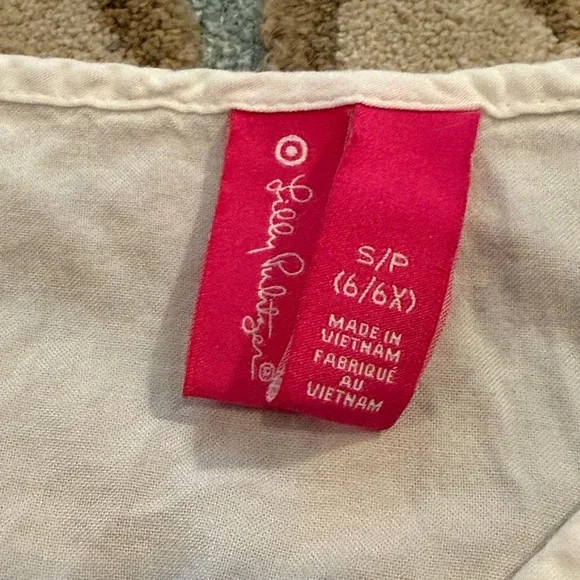 Lilly Pulitzer®
S/P
(6/6X)
MADE IN
VIETNAM
FABRIQUÉ
AU
VIETNAM